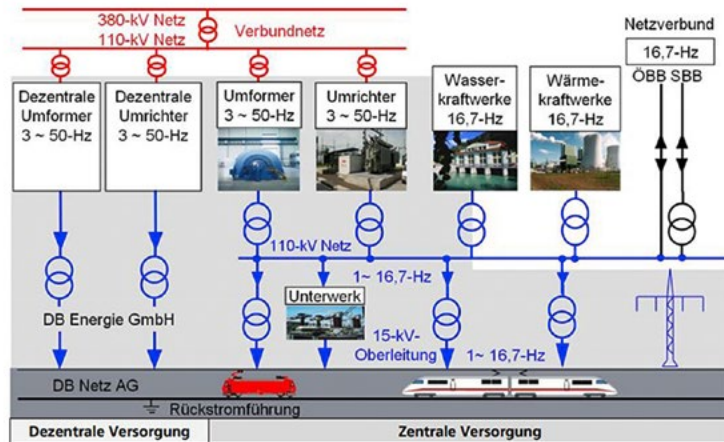 380-kV Netz
110-kV Netz
Verbundnetz
Netzverbund
16,7-Hz
ÖBB SBB
Dezentrale
Umformer
3 ~ 50-Hz
Dezentrale
Umrichter
3 ~ 50-Hz
Umformer
3 ~ 50-Hz
Umrichter
3 ~ 50-Hz
Wasser-
kraftwerke
16,7-Hz
Wärme-
kraftwerke
16,7-Hz
110-kV Netz
1~ 16,7-Hz
Unterwerk
DB Energie GmbH
15-kV-
Oberleitung
1~ 16,7-Hz
DB Netz AG
Rückstromführung
Dezentrale Versorgung
Zentrale Versorgung